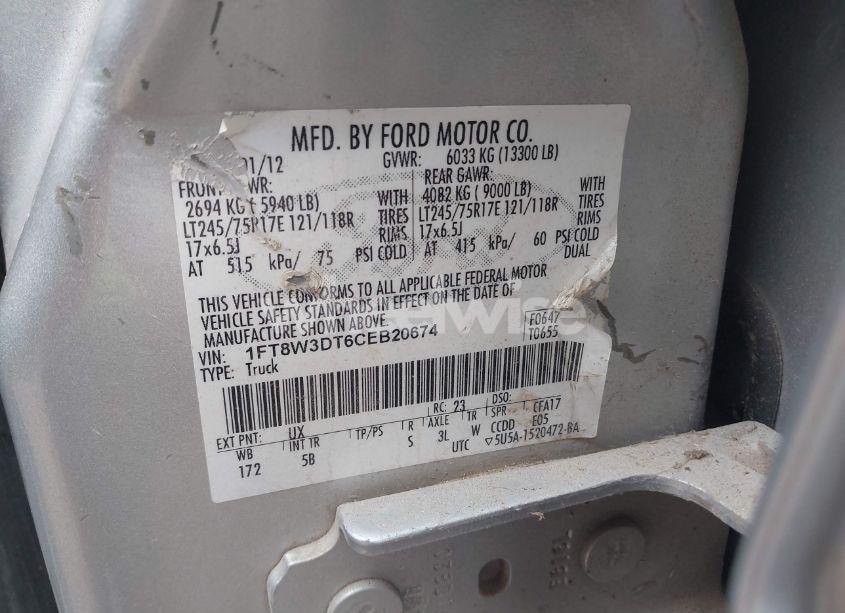 MFD. BY FORD MOTOR CO.
01/12 GVWR: 6033 KG (13300 LB)
FRONT GAWR: REAR GAWR:
2694 KG ( 5940 LB) WITH 4082 KG ( 9000 LB) WITH
LT245/75R17E 121/118R TIRES LT245/75R17E 121/118R TIRES
17x6.5J RIMS 17x6.5J RIMS
AT 515 kPa/ 75 PSI COLD AT 415 kPa/ 60 PSI COLD
DUAL
THIS VEHICLE CONFORMS TO ALL APPLICABLE FEDERAL MOTOR
VEHICLE SAFETY STANDARDS IN EFFECT ON THE DATE OF
MANUFACTURE SHOWN ABOVE.
VIN: 1FT8W3DT6CEB20674 F0647
TYPE: Truck T0655
EXT PNT: UX RC: 23 DSO:
WB INT TR TP/PS R AXLE TR SPR CFA17
172 5B S 3L W CCDD E05
UTC ▽5U5A-1520472-BA